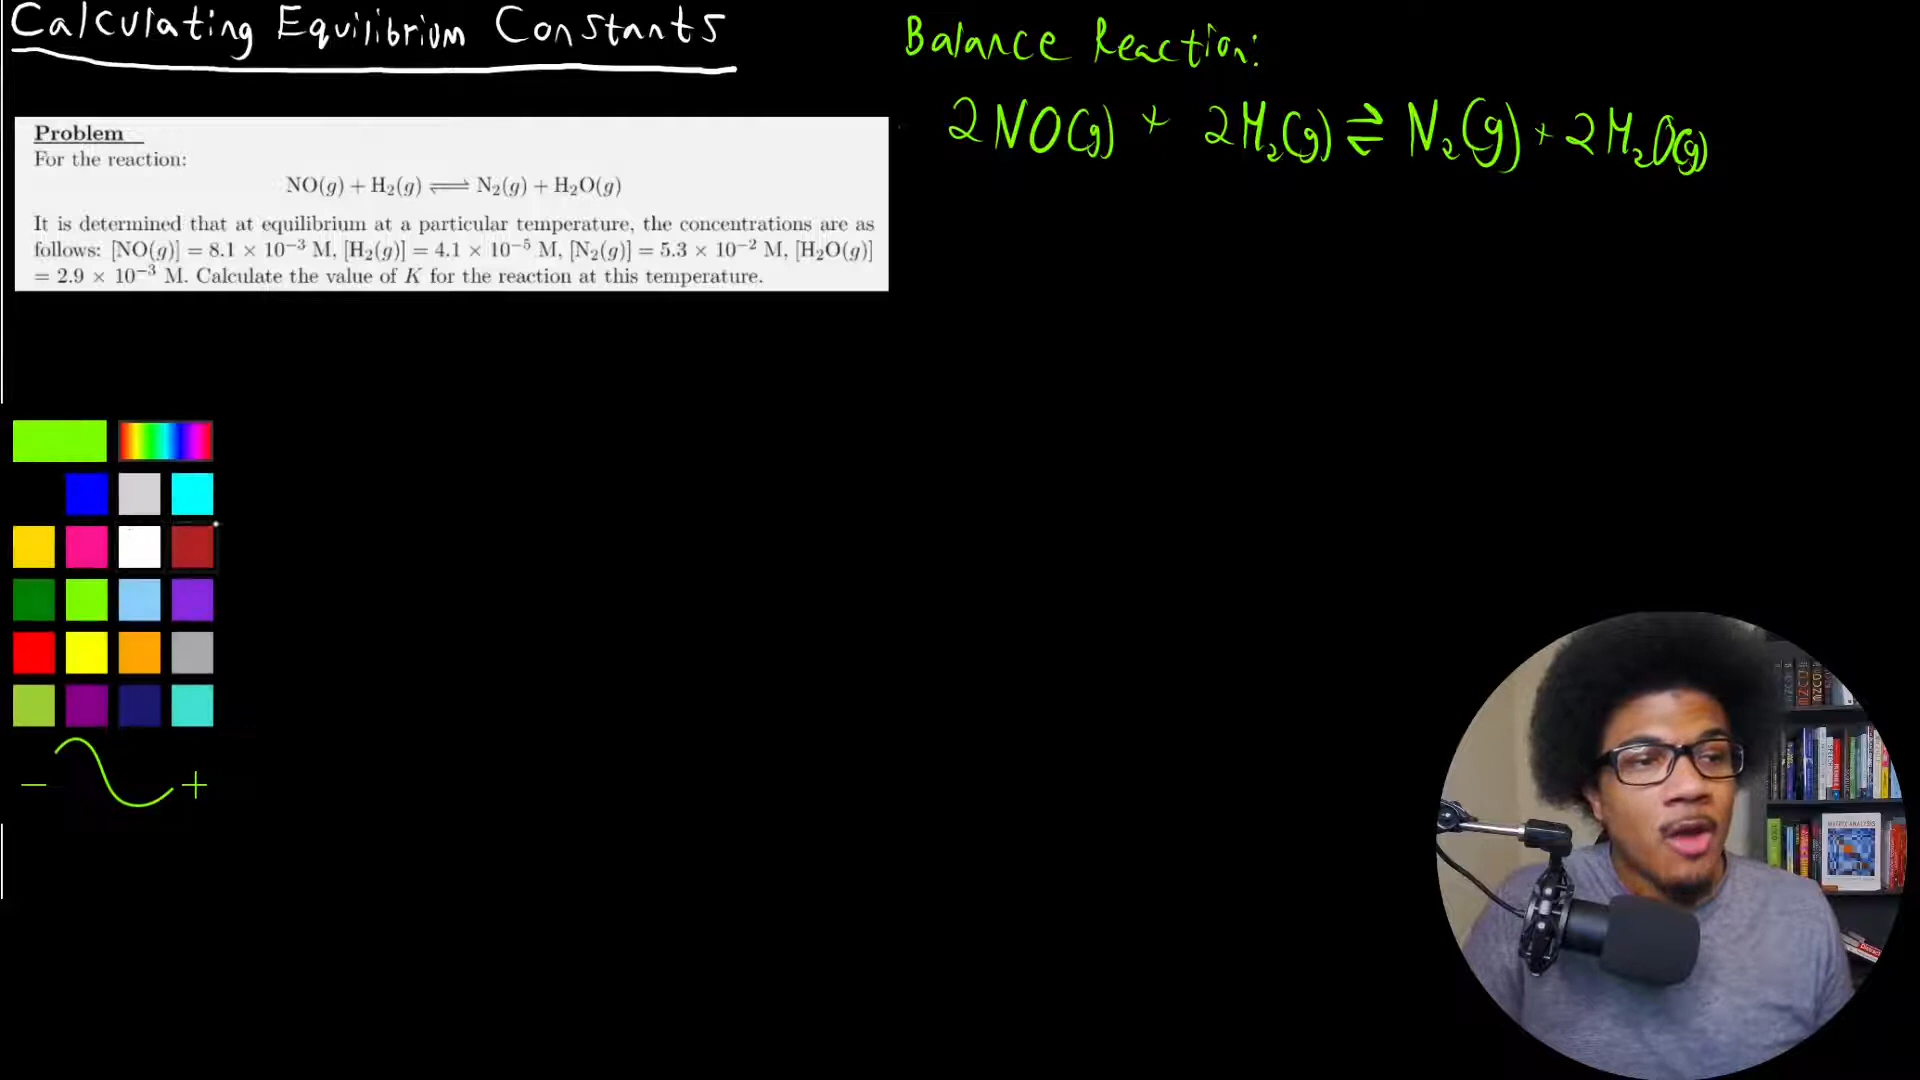 Calculating Equilibrium Constants
Balance Reaction:
2NO(g) + 2H₂(g) ⇌ N₂(g) + 2H₂O(g)
Problem
For the reaction:
NO(g) + H₂(g) ⇌ N₂(g) + H₂O(g)
It is determined that at equilibrium at a particular temperature, the concentrations are as
follows: [NO(g)] = 8.1 × 10⁻³ M, [H₂(g)] = 4.1 × 10⁻⁵ M, [N₂(g)] = 5.3 × 10⁻² M, [H₂O(g)]
= 2.9 × 10⁻³ M. Calculate the value of K for the reaction at this temperature.
− +
MATRIX ANALYSIS